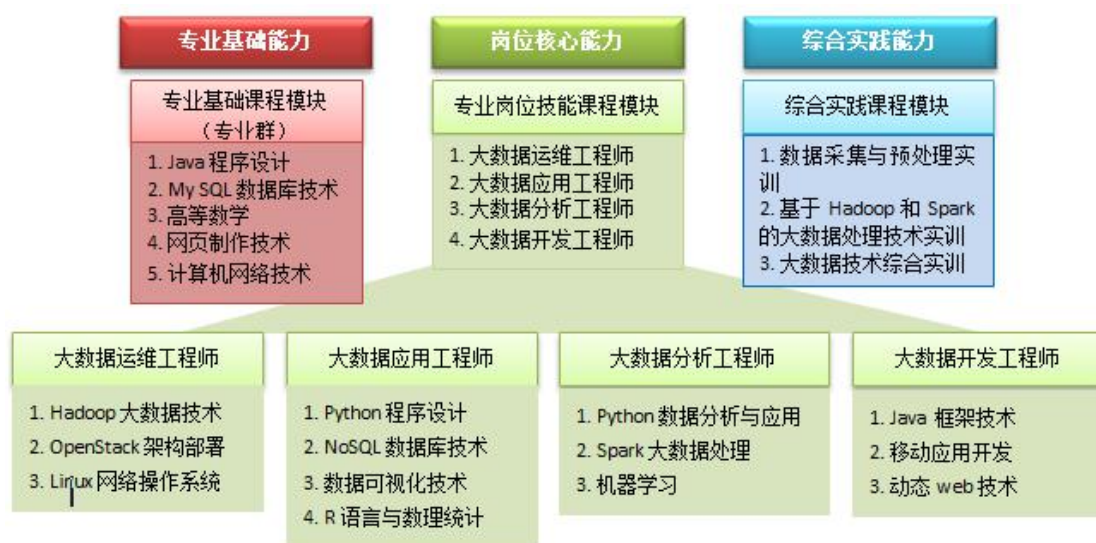 专业基础能力
岗位核心能力
综合实践能力
专业基础课程模块
（专业群）
1. Java 程序设计
2. My SQL 数据库技术
3. 高等数学
4. 网页制作技术
5. 计算机网络技术
专业岗位技能课程模块
1. 大数据运维工程师
2. 大数据应用工程师
3. 大数据分析工程师
4. 大数据开发工程师
综合实践课程模块
1. 数据采集与预处理实
训
2. 基于 Hadoop 和 Spark
的大数据处理技术实训
3. 大数据技术综合实训
大数据运维工程师
1. Hadoop 大数据技术
2. OpenStack 架构部署
3. Linux 网络操作系统
大数据应用工程师
1. Python 程序设计
2. NoSQL 数据库技术
3. 数据可视化技术
4. R 语言与数理统计
大数据分析工程师
1. Python 数据分析与应用
2. Spark 大数据处理
3. 机器学习
大数据开发工程师
1. Java 框架技术
2. 移动应用开发
3. 动态 web 技术